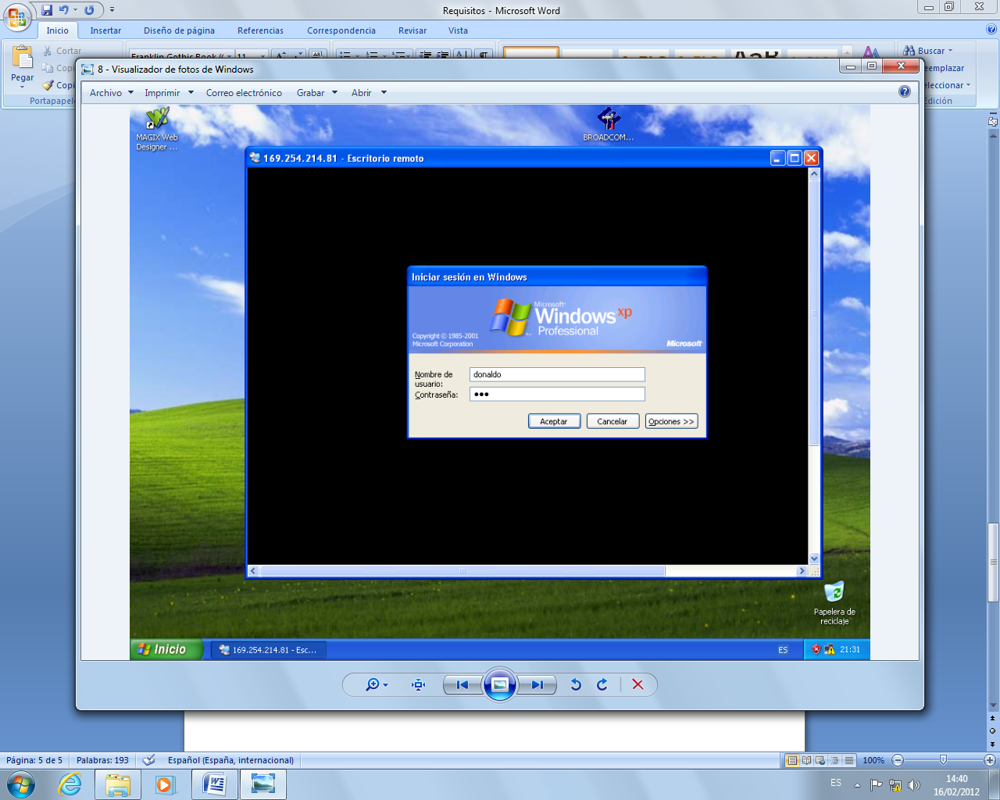 Requisitos - Microsoft Word
Inicio
Insertar
Diseño de página
Referencias
Correspondencia
Revisar
Vista
Pegar
Cortar
Copi
Copi
Portapapele
Franklin Gothic Book (
11
Buscar
eemplazar
eleccionar
Edición
8 - Visualizador de fotos de Windows
Archivo
Imprimir
Correo electrónico
Grabar
Abrir
MAGIX Web
Designer ...
BROADCOM...
169.254.214.81 - Escritorio remoto
Iniciar sesión en Windows
Microsoft
Windows xp
Professional
Copyright © 1985-2001
Microsoft Corporation
Microsoft
Nombre de
usuario:
donaldo
Contraseña:
●●●
Aceptar
Cancelar
Opciones >>
Papelera de
reciclaje
Inicio
169.254.214.81 - Esc...
ES
21:31
Página: 5 de 5
Palabras: 193
Español (España, internacional)
100%
ES
14:40
16/02/2012